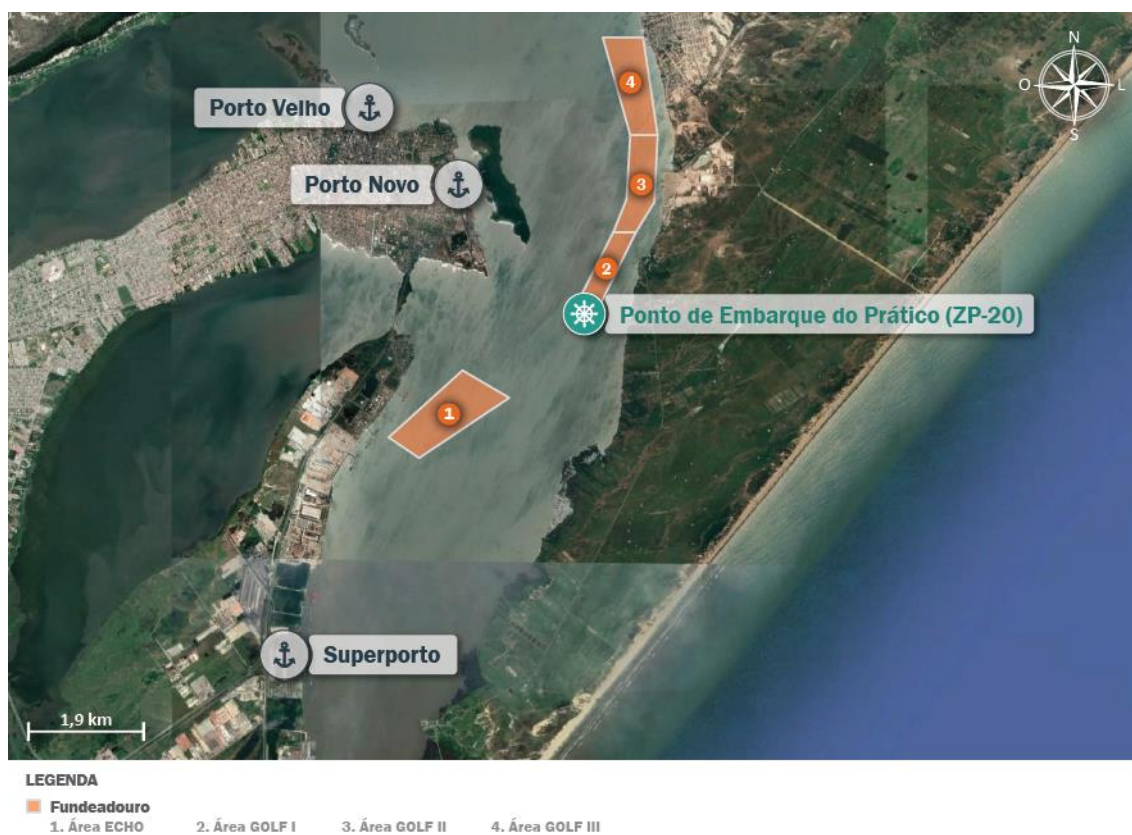 N
O
L
S
4
Porto Velho
Porto Novo
3
2
Ponto de Embarque do Prático (ZP-20)
1
Superporto
1,9 km
LEGENDA
Fundeadouro
1. Área ECHO 2. Área GOLF I 3. Área GOLF II 4. Área GOLF III